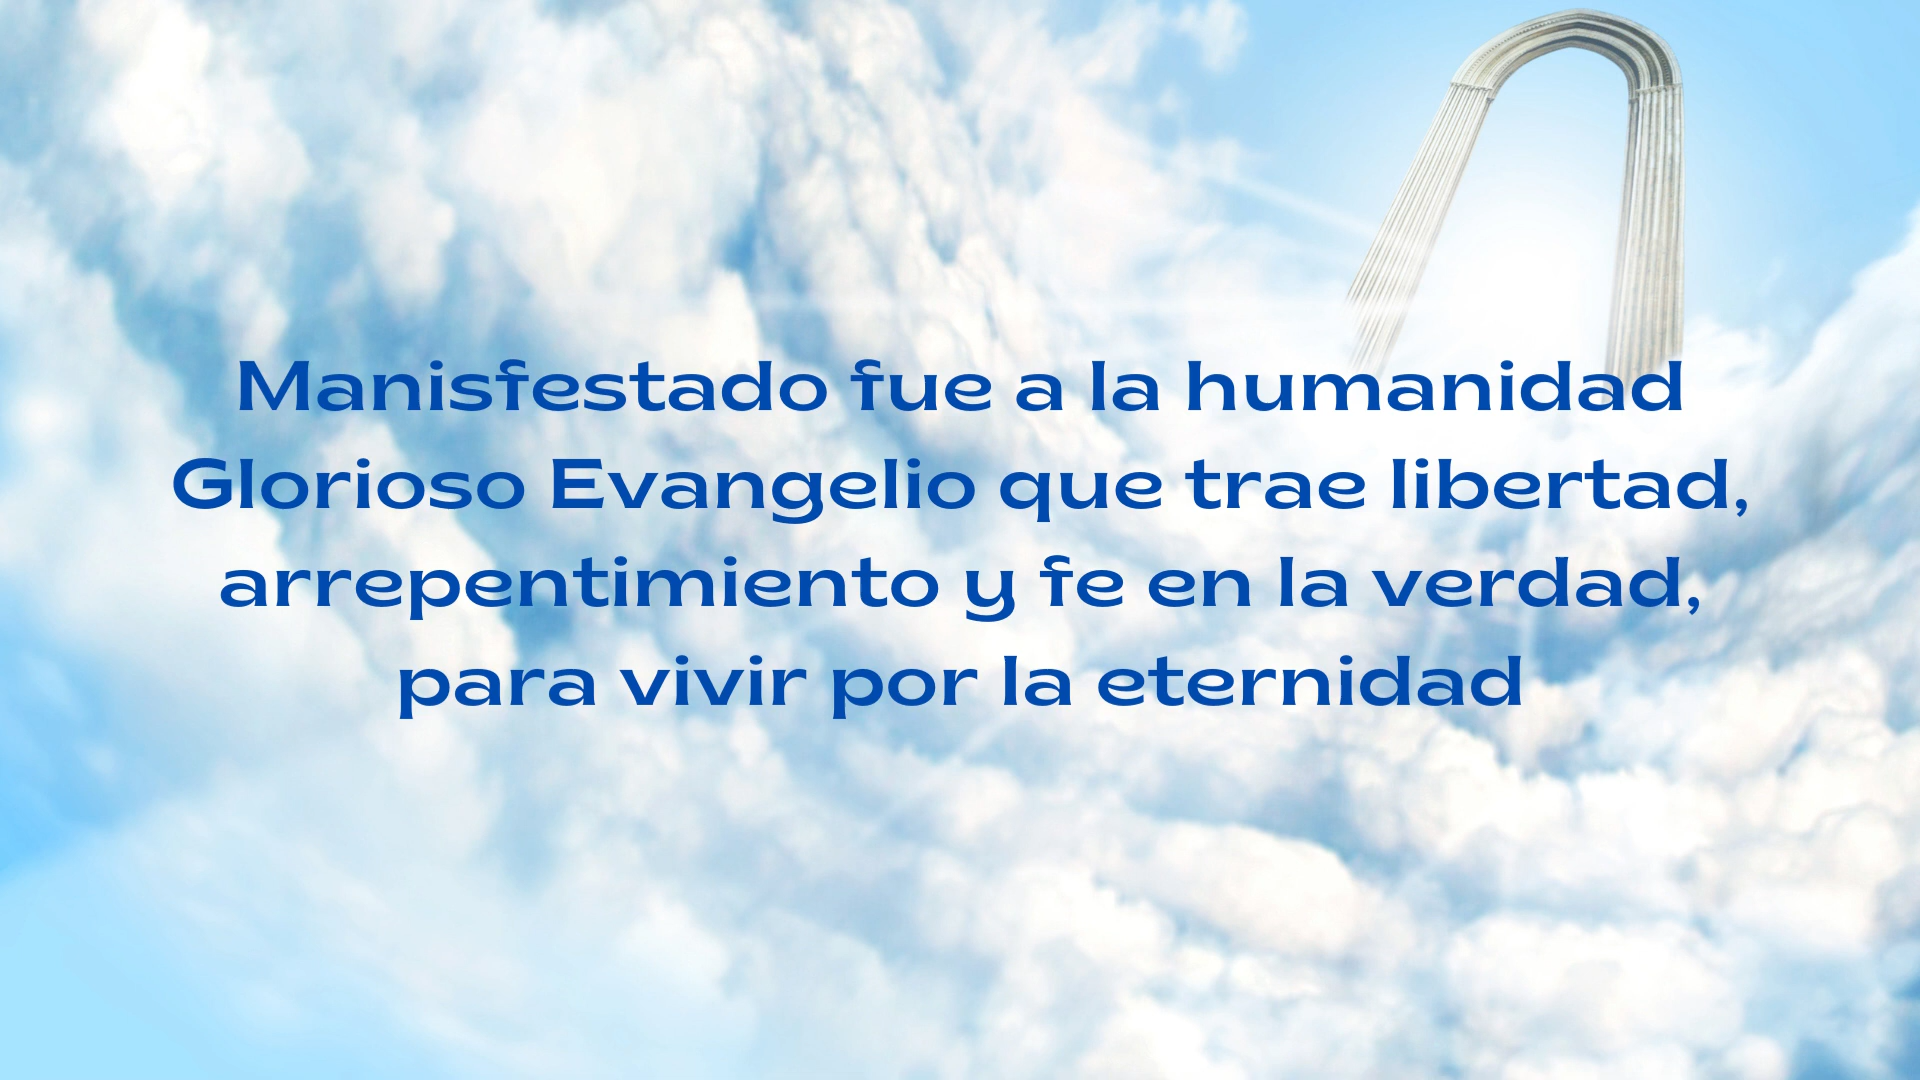 Manisfestado fue a la humanidad
Glorioso Evangelio que trae libertad,
arrepentimiento y fe en la verdad,
para vivir por la eternidad